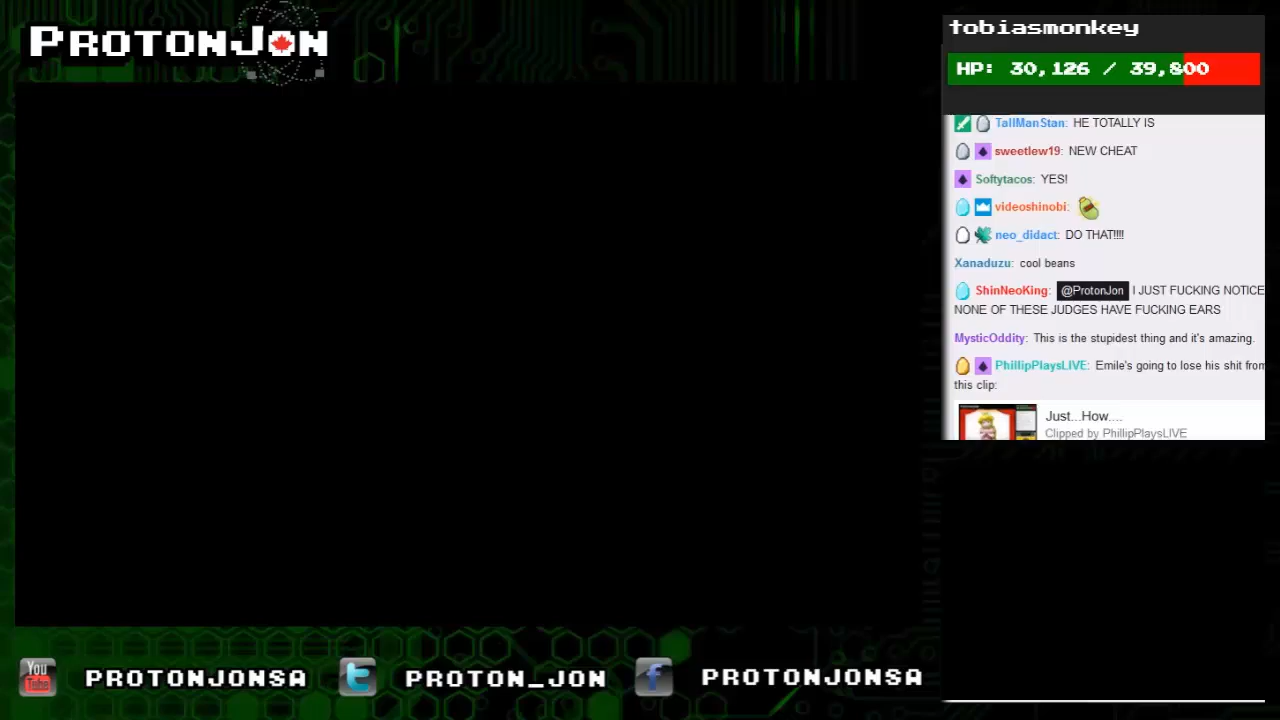 PROTONJON
tobiasmonkey
HP: 30,126 / 39,800
TallManStan: HE TOTALLY IS
sweetlew19: NEW CHEAT
Softytacos: YES!
videoshinobi:
neo_didact: DO THAT!!!!
Xanaduzu: cool beans
ShinNeoKing: @ProtonJon I JUST FUCKING NOTICE
NONE OF THESE JUDGES HAVE FUCKING EARS
MysticOddity: This is the stupidest thing and it's amazing.
PhillipPlaysLIVE: Emile's going to lose his shit from
this clip:
Just...How....
Clipped by PhillipPlaysLIVE
You Tube PROTONJONSA t PROTON_JON f PROTONJONSA